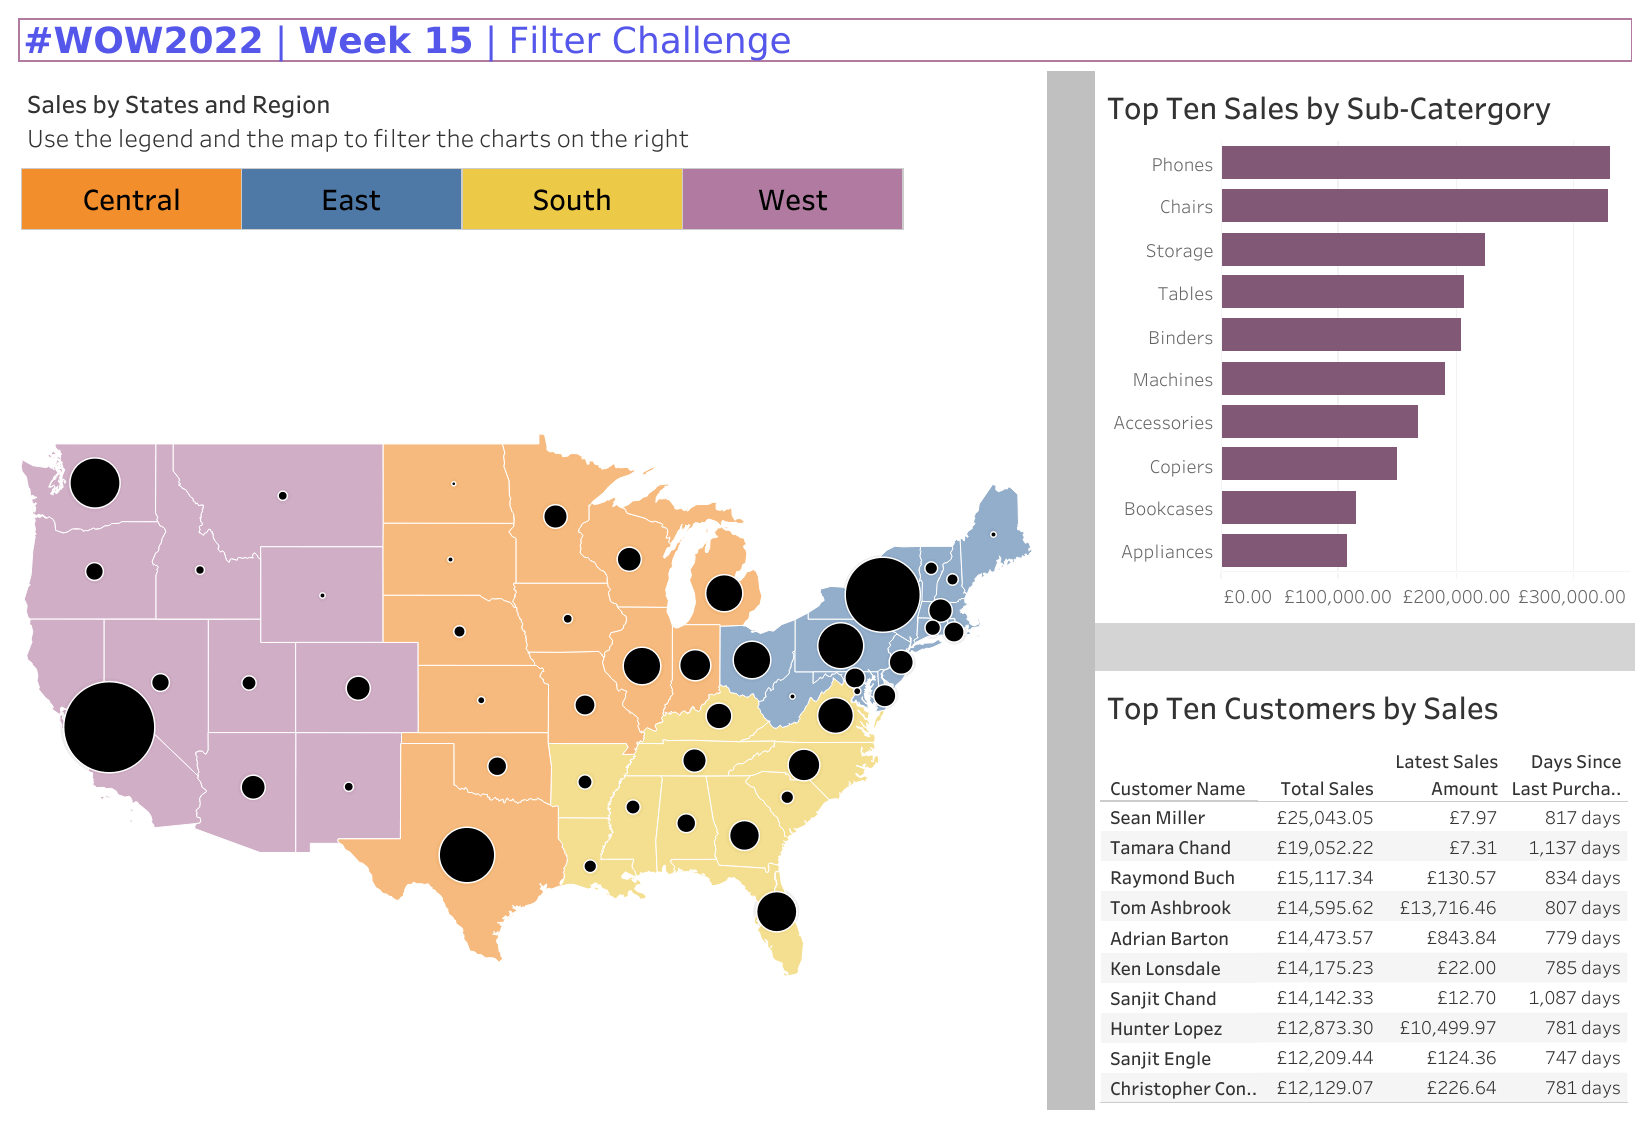 #WOW2022 | Week 15 | Filter Challenge
Sales by States and Region
Use the legend and the map to filter the charts on the right
Central East South West
Top Ten Sales by Sub-Catergory
Phones
Chairs
Storage
Tables
Binders
Machines
Accessories
Copiers
Bookcases
Appliances
£0.00 £100,000.00 £200,000.00 £300,000.00
Top Ten Customers by Sales
Latest Sales Days Since
Customer Name Total Sales Amount Last Purcha..
Sean Miller £25,043.05 £7.97 817 days
Tamara Chand £19,052.22 £7.31 1,137 days
Raymond Buch £15,117.34 £130.57 834 days
Tom Ashbrook £14,595.62 £13,716.46 807 days
Adrian Barton £14,473.57 £843.84 779 days
Ken Lonsdale £14,175.23 £22.00 785 days
Sanjit Chand £14,142.33 £12.70 1,087 days
Hunter Lopez £12,873.30 £10,499.97 781 days
Sanjit Engle £12,209.44 £124.36 747 days
Christopher Con.. £12,129.07 £226.64 781 days